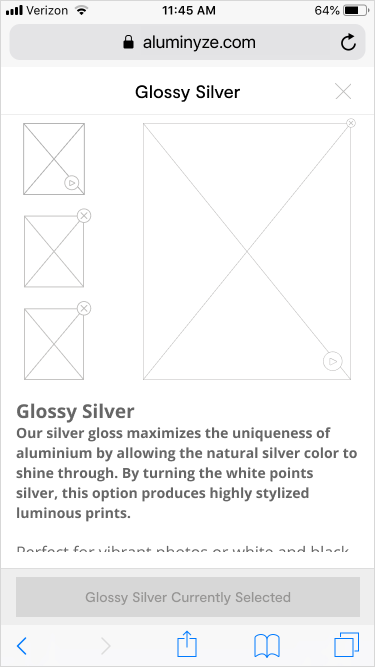 Verizon 11:45 AM 64%
aluminyze.com
Glossy Silver
Glossy Silver
Our silver gloss maximizes the uniqueness of
aluminium by allowing the natural silver color to
shine through. By turning the white points
silver, this option produces highly stylized
luminous prints.
Perfect for vibrant photos or white and black
Glossy Silver Currently Selected